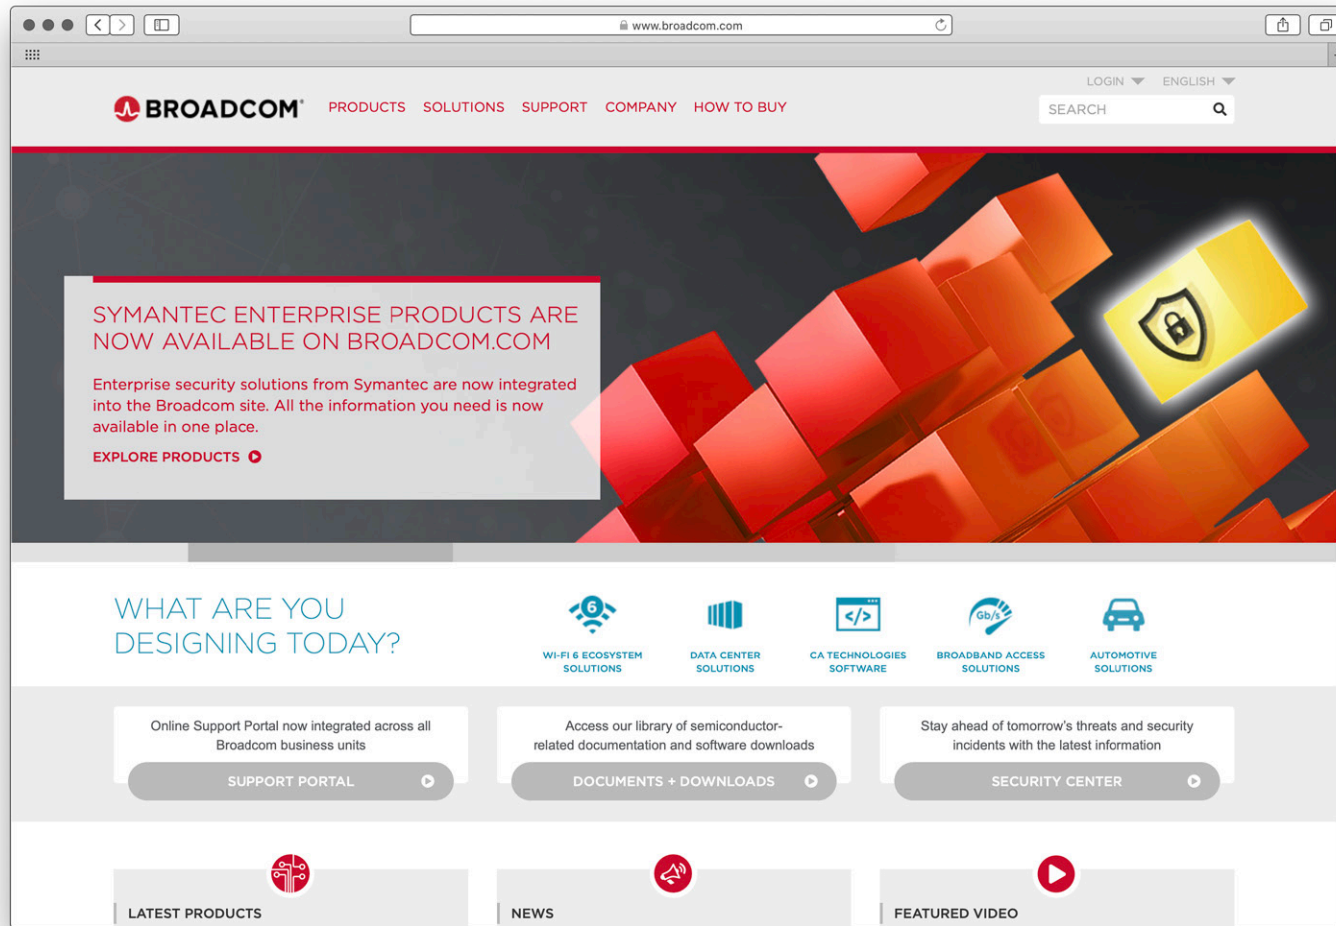 www.broadcom.com
LOGIN ENGLISH
BROADCOM®
PRODUCTS SOLUTIONS SUPPORT COMPANY HOW TO BUY
SEARCH
SYMANTEC ENTERPRISE PRODUCTS ARE
NOW AVAILABLE ON BROADCOM.COM
Enterprise security solutions from Symantec are now integrated
into the Broadcom site. All the information you need is now
available in one place.
EXPLORE PRODUCTS
WHAT ARE YOU
DESIGNING TODAY?
6
WI-FI 6 ECOSYSTEM
SOLUTIONS
DATA CENTER
SOLUTIONS
</>
CA TECHNOLOGIES
SOFTWARE
Gb/s
BROADBAND ACCESS
SOLUTIONS
AUTOMOTIVE
SOLUTIONS
Online Support Portal now integrated across all
Broadcom business units
SUPPORT PORTAL
Access our library of semiconductor-
related documentation and software downloads
DOCUMENTS + DOWNLOADS
Stay ahead of tomorrow's threats and security
incidents with the latest information
SECURITY CENTER
LATEST PRODUCTS
NEWS
FEATURED VIDEO